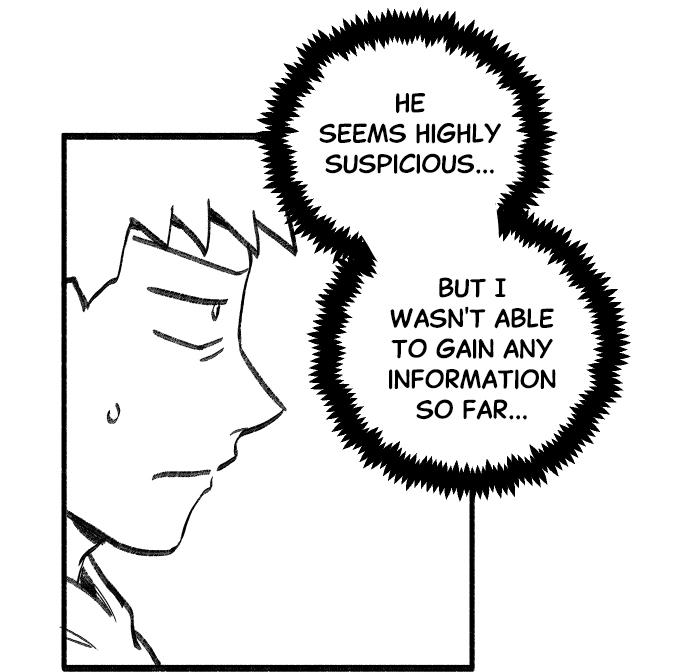 HE
SEEMS HIGHLY
SUSPICIOUS...
BUT I
WASN'T ABLE
TO GAIN ANY
INFORMATION
SO FAR...